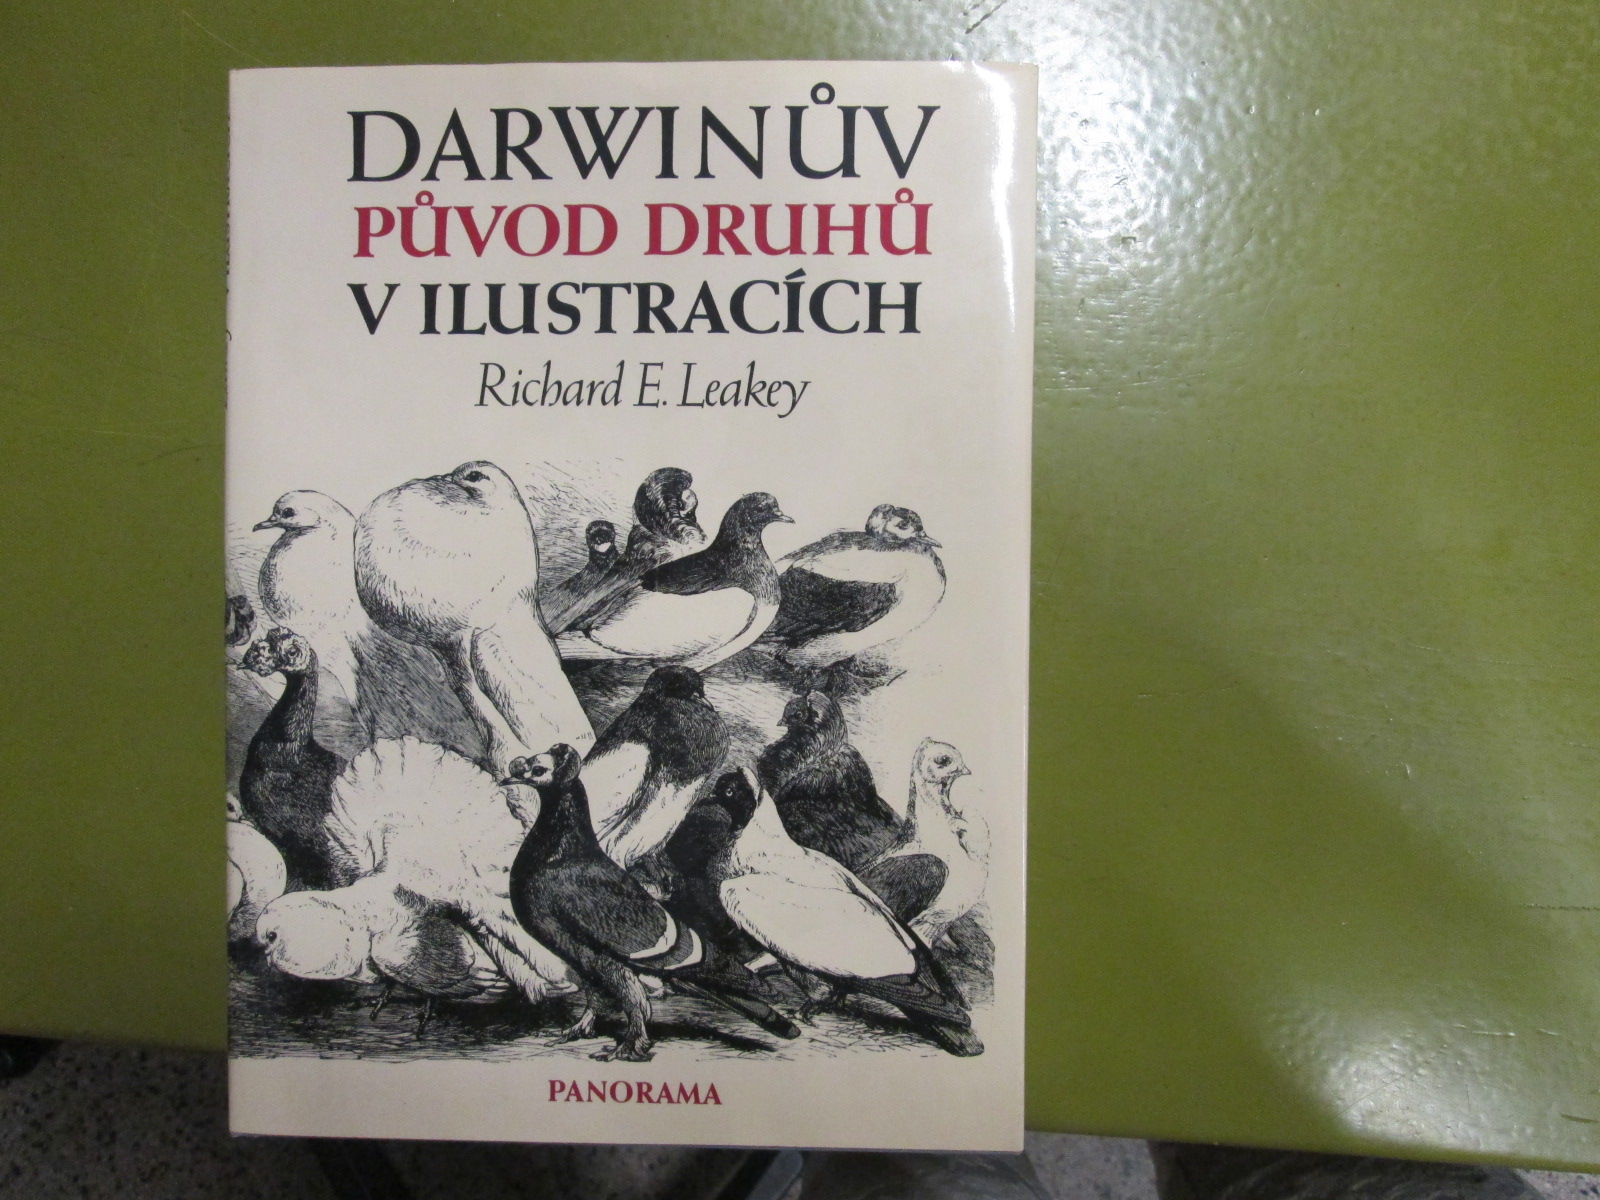 DARWINŮV
PŮVOD DRUHŮ
V ILUSTRACÍCH
Richard E. Leakey
PANORAMA